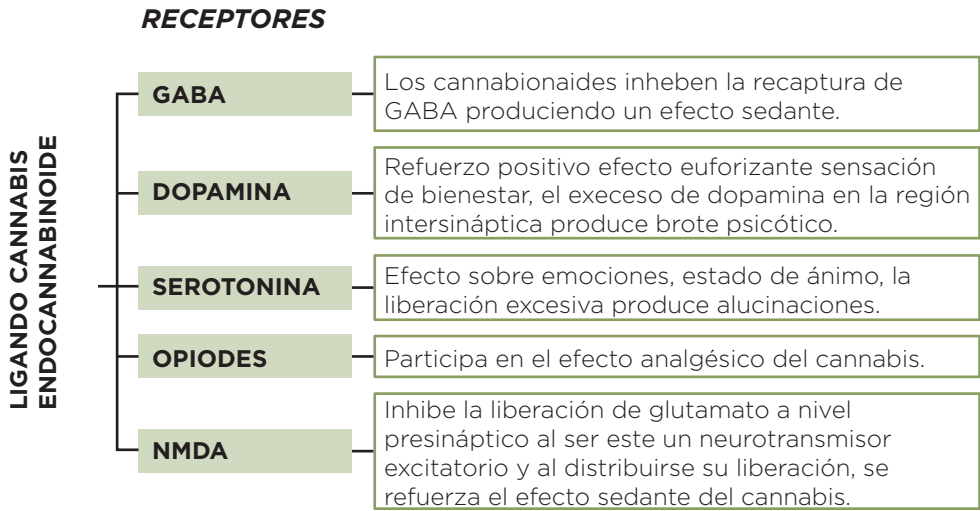 RECEPTORES
LIGANDO CANNABIS
ENDOCANNABINOIDE
GABA
Los cannabionaides inheben la recaptura de
GABA produciendo un efecto sedante.
DOPAMINA
Refuerzo positivo efecto euforizante sensación
de bienestar, el execeso de dopamina en la región
intersináptica produce brote psicótico.
SEROTONINA
Efecto sobre emociones, estado de ánimo, la
liberación excesiva produce alucinaciones.
OPIODES
Participa en el efecto analgésico del cannabis.
NMDA
Inhibe la liberación de glutamato a nivel
presináptico al ser este un neurotransmisor
excitatorio y al distribuirse su liberación, se
refuerza el efecto sedante del cannabis.